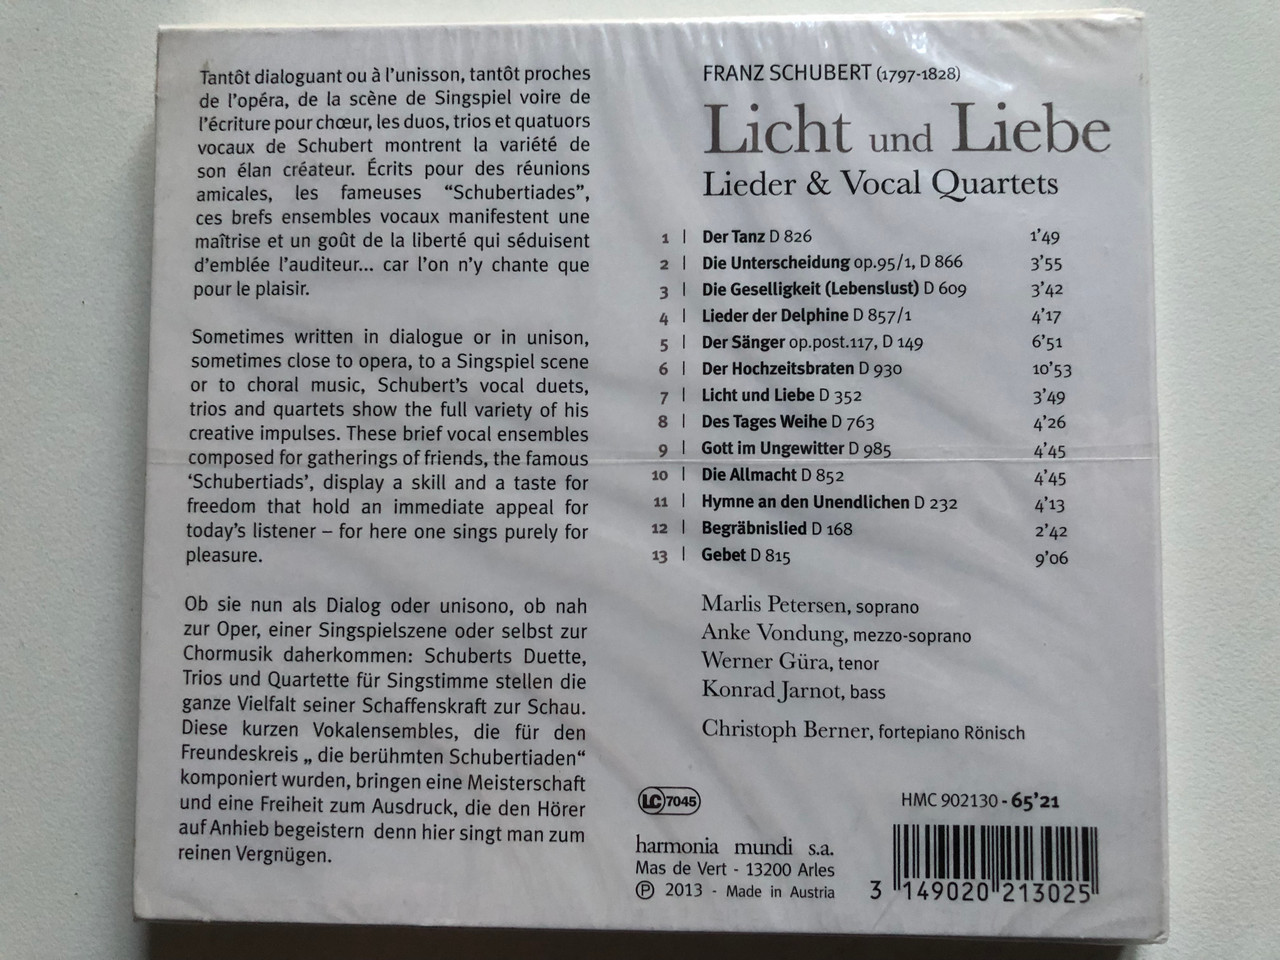 Tantôt dialoguant ou à l'unisson, tantôt proches
de l'opéra, de la scène de Singspiel voire de
l'écriture pour chœur, les duos, trios et quatuors
vocaux de Schubert montrent la variété de
son élan créateur. Écrits pour des réunions
amicales, les fameuses “Schubertiades”,
ces brefs ensembles vocaux manifestent une
maîtrise et un goût de la liberté qui séduisent
d'emblée l'auditeur... car l'on n'y chante que
pour le plaisir.
Sometimes written in dialogue or in unison,
sometimes close to opera, to a Singspiel scene
or to choral music, Schubert's vocal duets,
trios and quartets show the full variety of his
creative impulses. These brief vocal ensembles
composed for gatherings of friends, the famous
‘Schubertiads’, display a skill and a taste for
freedom that hold an immediate appeal for
today's listener – for here one sings purely for
pleasure.
Ob sie nun als Dialog oder unisono, ob nah
zur Oper, einer Singspielszene oder selbst zur
Chormusik daherkommen: Schuberts Duette,
Trios und Quartette für Singstimme stellen die
ganze Vielfalt seiner Schaffenskraft zur Schau.
Diese kurzen Vokalensembles, die für den
Freundeskreis „ die berühmten Schubertiaden“
komponiert wurden, bringen eine Meisterschaft
und eine Freiheit zum Ausdruck, die den Hörer
auf Anhieb begeistern denn hier singt man zum
reinen Vergnügen.
FRANZ SCHUBERT (1797-1828)
Licht und Liebe
Lieder & Vocal Quartets
1 | Der Tanz D 826 1'49
2 | Die Unterscheidung op.95/1, D 866 3'55
3 | Die Geselligkeit (Lebenslust) D 609 3'42
4 | Lieder der Delphine D 857/1 4'17
5 | Der Sänger op.post.117, D 149 6'51
6 | Der Hochzeitsbraten D 930 10'53
7 | Licht und Liebe D 352 3'49
8 | Des Tages Weihe D 763 4'26
9 | Gott im Ungewitter D 985 4'45
10 | Die Allmacht D 852 4'45
11 | Hymne an den Unendlichen D 232 4'13
12 | Begräbnislied D 168 2'42
13 | Gebet D 815 9'06
Marlis Petersen, soprano
Anke Vondung, mezzo-soprano
Werner Güra, tenor
Konrad Jarnot, bass
Christoph Berner, fortepiano Rönisch
LC 7045
HMC 902130 - 65'21
harmonia mundi s.a.
Mas de Vert - 13200 Arles
℗ 2013 - Made in Austria
3 149020 213025